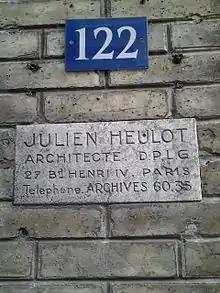 122
JULIEN HEULOT
ARCHITECTE D.P.L.G
27 Bd HENRI IV. PARIS
Telephone. ARCHIVES 60.35